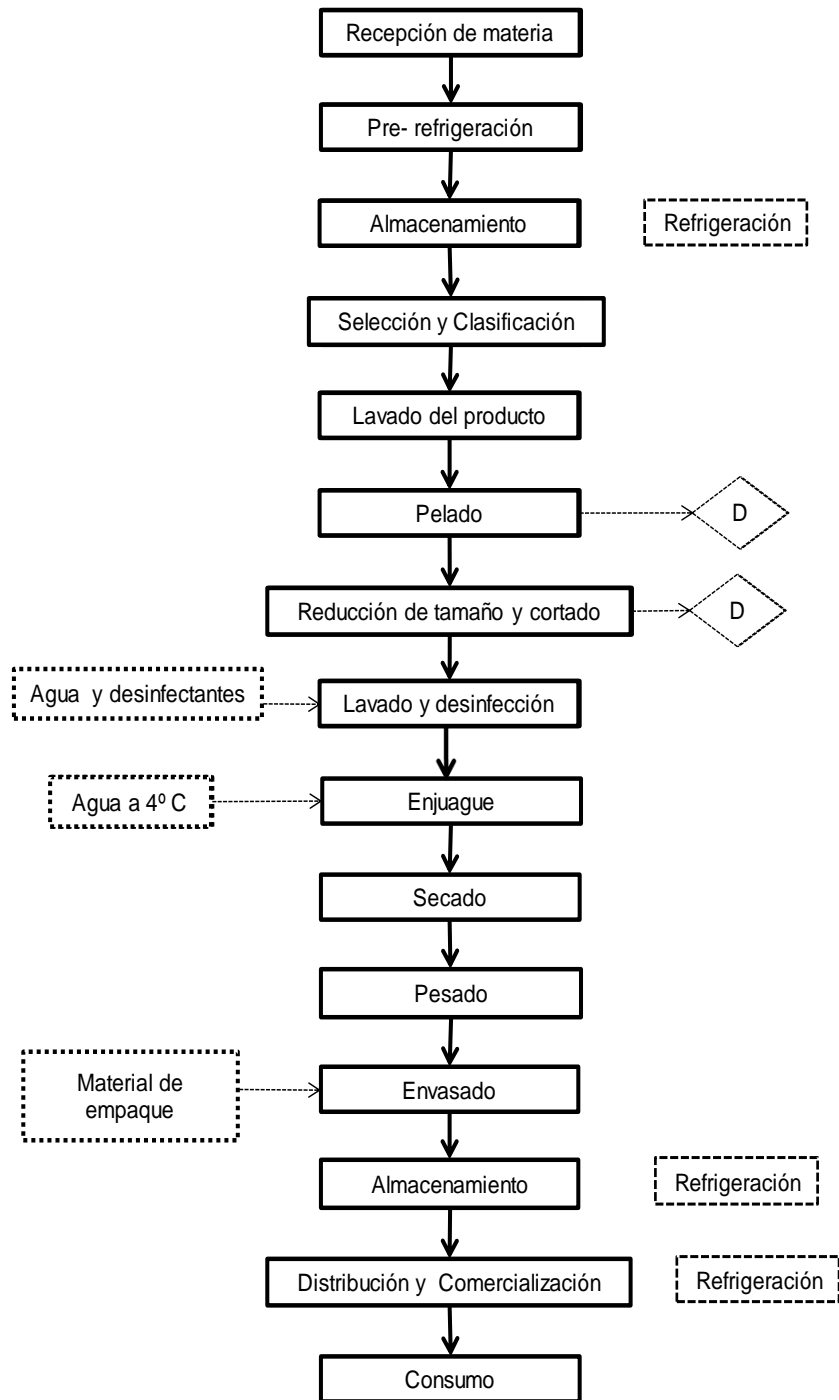 Recepción de materia
Pre- refrigeración
Almacenamiento
Refrigeración
Selección y Clasificación
Lavado del producto
Pelado
D
Reducción de tamaño y cortado
D
Agua y desinfectantes
Lavado y desinfección
Agua a 4º C
Enjuague
Secado
Pesado
Material de
empaque
Envasado
Almacenamiento
Refrigeración
Distribución y Comercialización
Refrigeración
Consumo